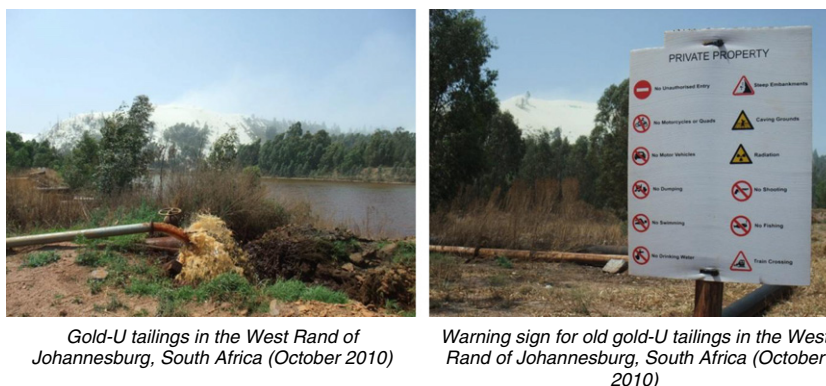 PRIVATE PROPERTY
No Unauthorised Entry
Steep Embankments
No Motorcycles or Quads
Caving Grounds
No Motor Vehicles
Radiation
No Dumping
No Shooting
No Swimming
No Fishing
No Drinking Water
Train Crossing
Gold-U tailings in the West Rand of
Johannesburg, South Africa (October 2010)
Warning sign for old gold-U tailings in the West
Rand of Johannesburg, South Africa (October
2010)